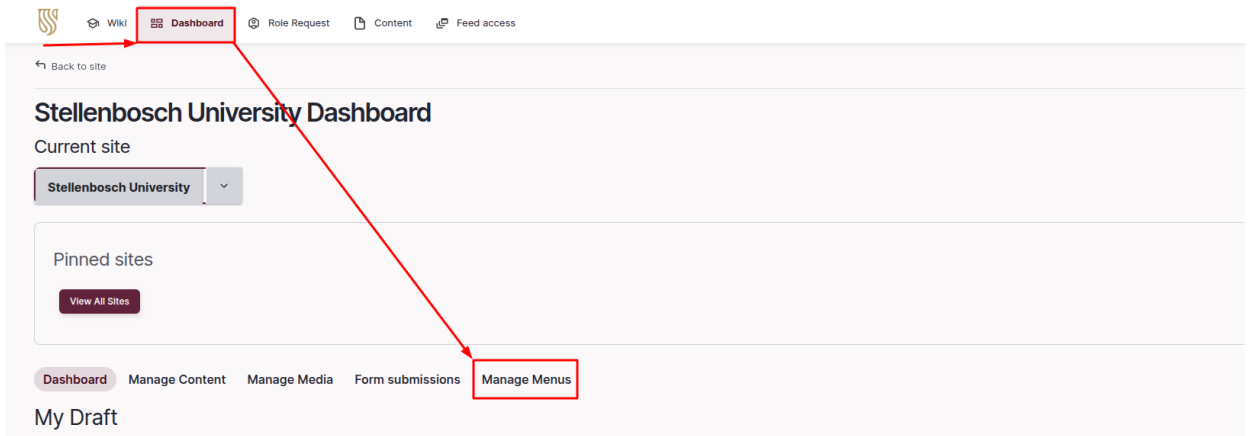 Wiki Dashboard Role Request Content Feed access
Back to site
Stellenbosch University Dashboard
Current site
Stellenbosch University
Pinned sites
View All Sites
Dashboard Manage Content Manage Media Form submissions Manage Menus
My Draft